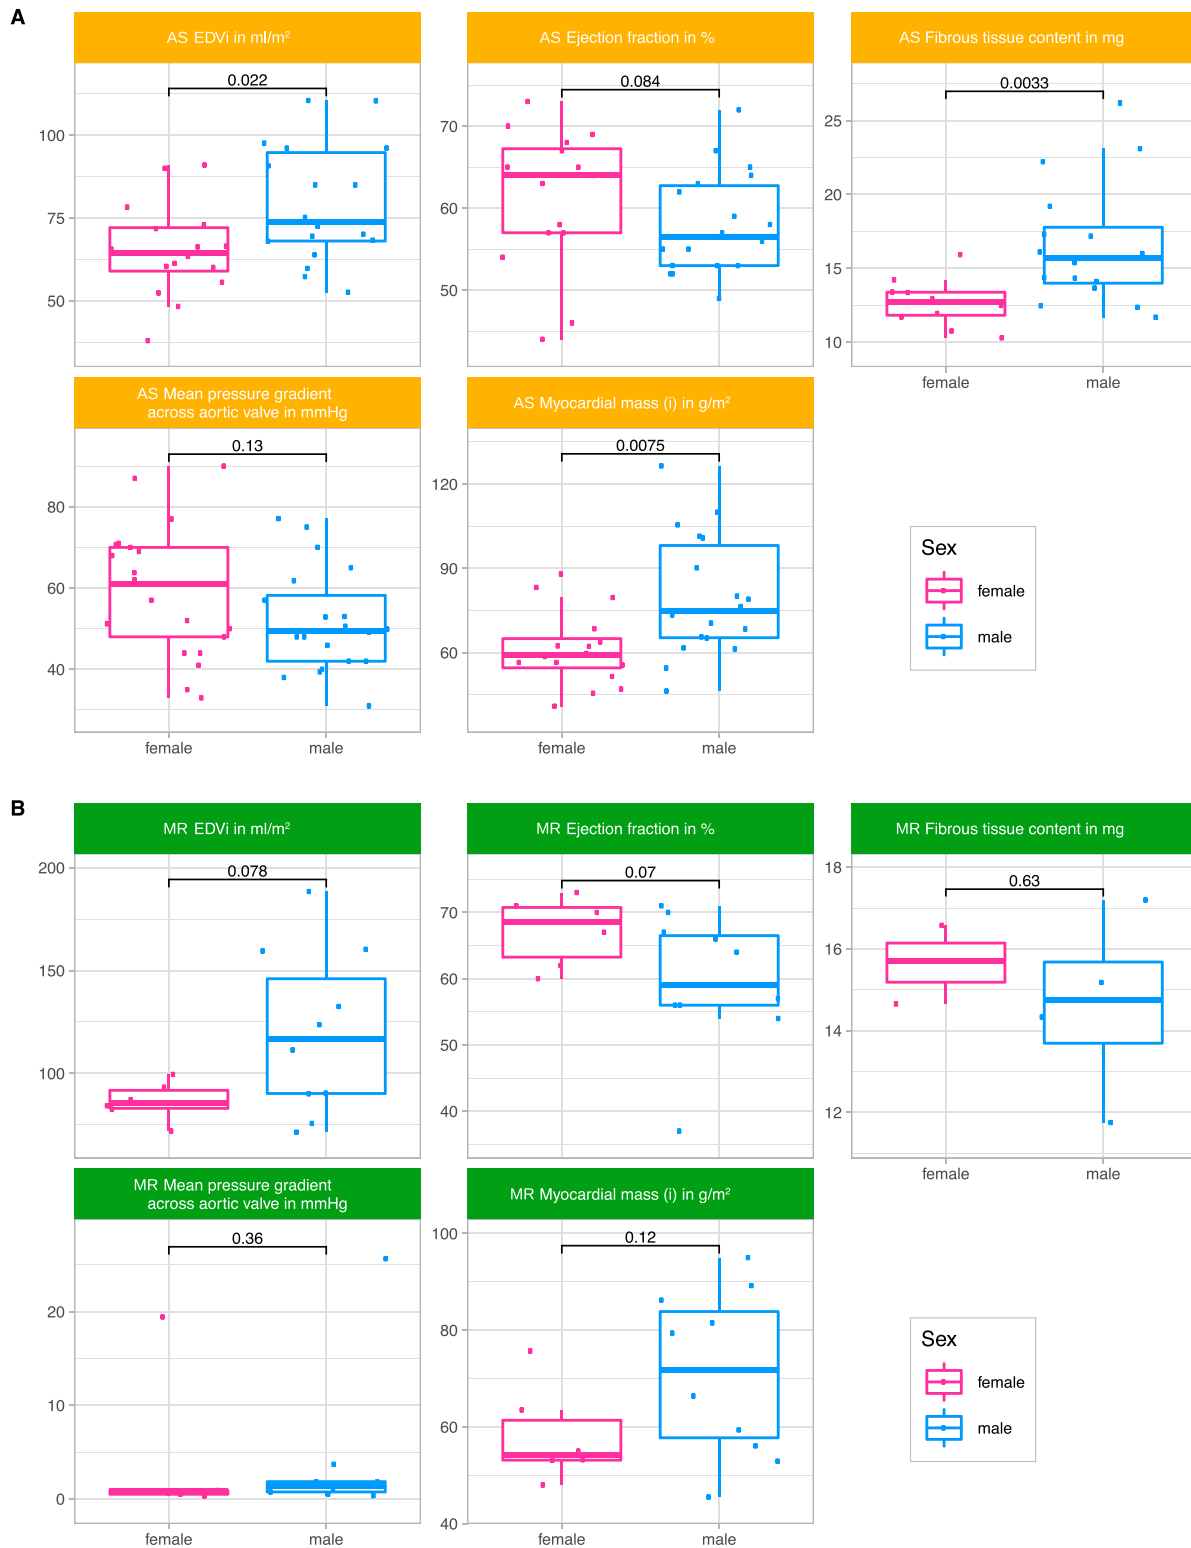 A
AS EDVi in ml/m²
AS Ejection fraction in %
AS Fibrous tissue content in mg
0.022
0.084
0.0033
100
75
50
70
60
50
25
20
15
10
female
male
AS Mean pressure gradient
across aortic valve in mmHg
AS Myocardial mass (i) in g/m²
0.13
0.0075
80
60
40
120
90
60
female
male
female
male
Sex
female
male
B
MR EDVi in ml/m²
MR Ejection fraction in %
MR Fibrous tissue content in mg
0.078
0.07
0.63
200
150
100
70
60
50
40
18
16
14
12
female
male
MR Mean pressure gradient
across aortic valve in mmHg
MR Myocardial mass (i) in g/m²
0.36
0.12
20
10
0
100
80
60
40
female
male
female
male
Sex
female
male